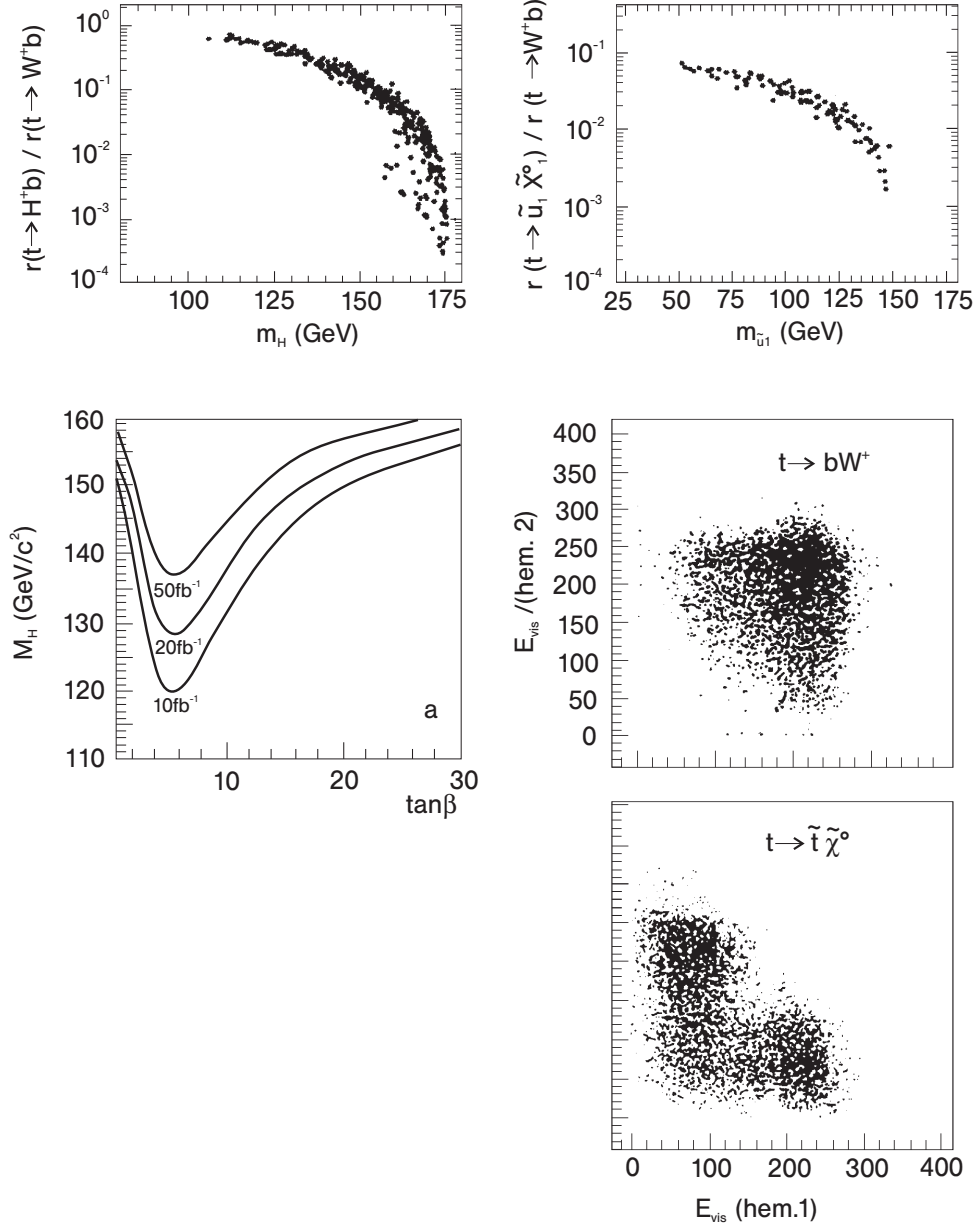 r(t→H⁺b) / r(t→ W⁺b)
10⁰
10⁻¹
10⁻²
10⁻³
10⁻⁴
100 125 150 175
m_H (GeV)
r (t→ ũ₁ X̃°₁) / r (t →W⁺b)
10⁻¹
10⁻²
10⁻³
10⁻⁴
25 50 75 100 125 150 175
m_ũ1 (GeV)
M_H (GeV/c²)
160
150
140
130
120
110
50fb⁻¹
20fb⁻¹
10fb⁻¹
a
10 20 30
tanβ
E_vis /(hem. 2)
400
350
300
250
200
150
100
50
0
t→ bW⁺
t→ t̃ χ̃°
0 100 200 300 400
E_vis (hem.1)